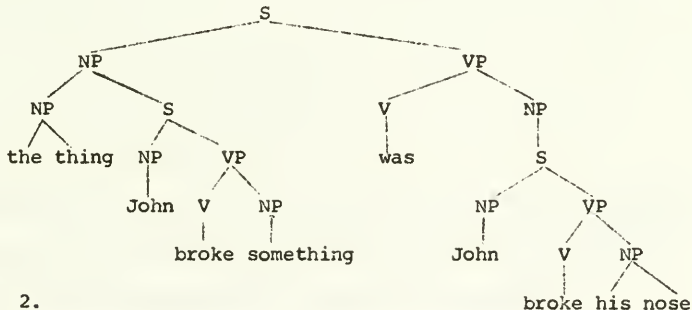 S
NP VP
NP S V NP
the thing NP VP was S
John V NP NP VP
broke something John V NP
2. broke his nose